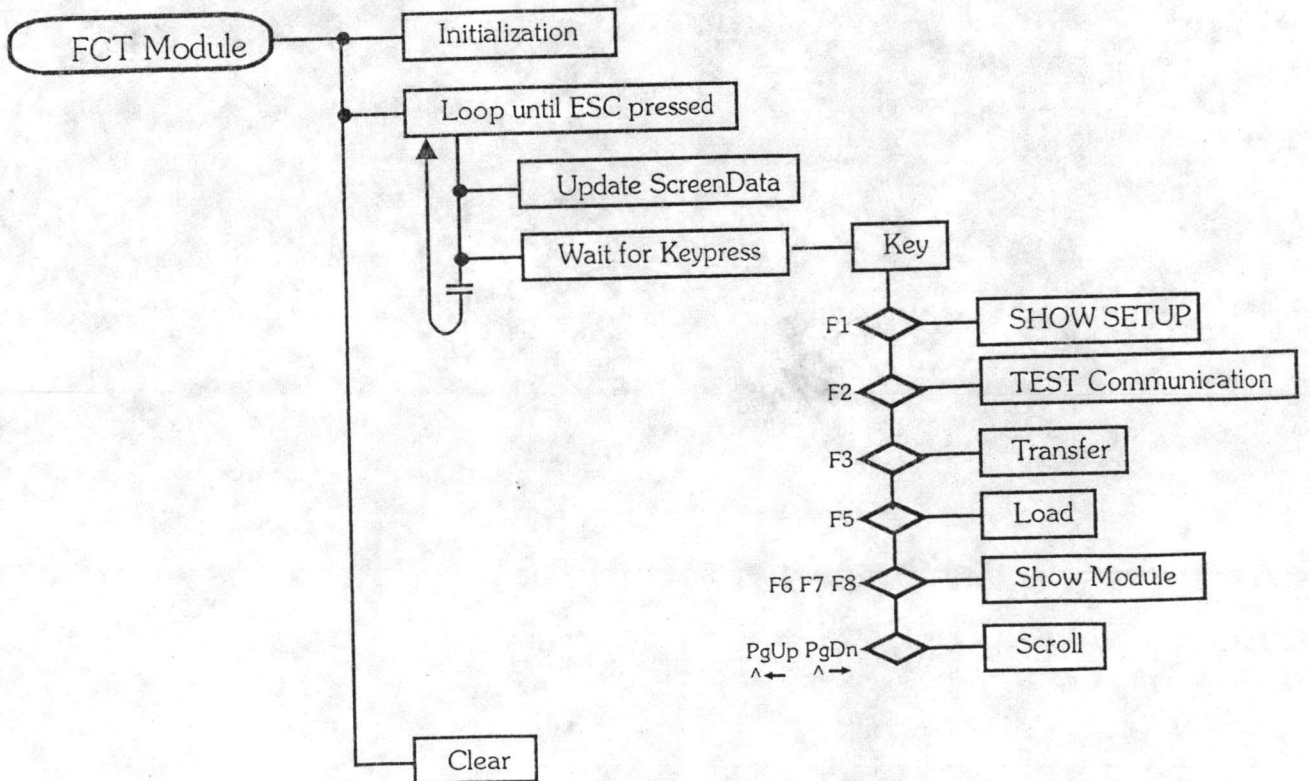 FCT Module
Initialization
Loop until ESC pressed
Update ScreenData
Wait for Keypress
Key
F1
SHOW SETUP
F2
TEST Communication
F3
Transfer
F5
Load
F6 F7 F8
Show Module
PgUp PgDn
Scroll
^← ^→
Clear